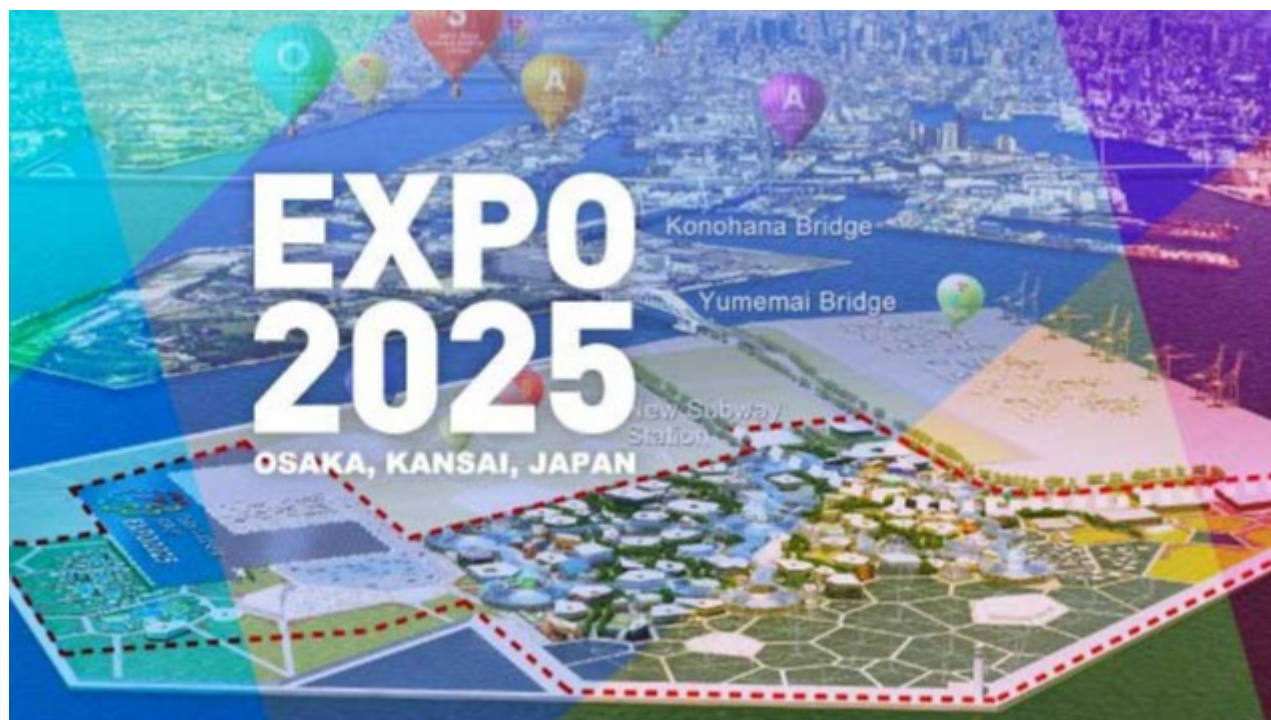 O
S
A
A
EXPO
2025
OSAKA, KANSAI, JAPAN
Konohana Bridge
Yumemai Bridge
New Subway
Station